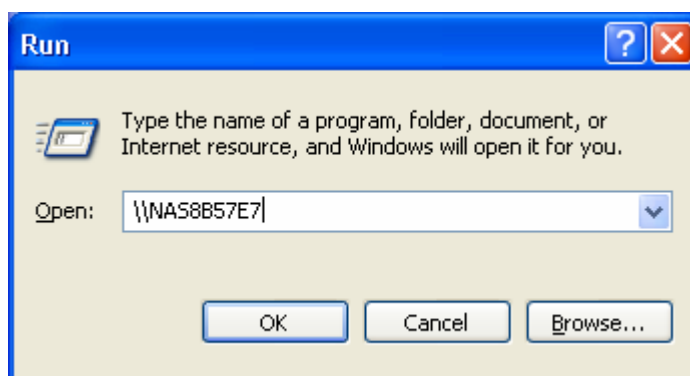 Run
Type the name of a program, folder, document, or
Internet resource, and Windows will open it for you.
Open: \\NAS8B57E7
OK Cancel Browse...